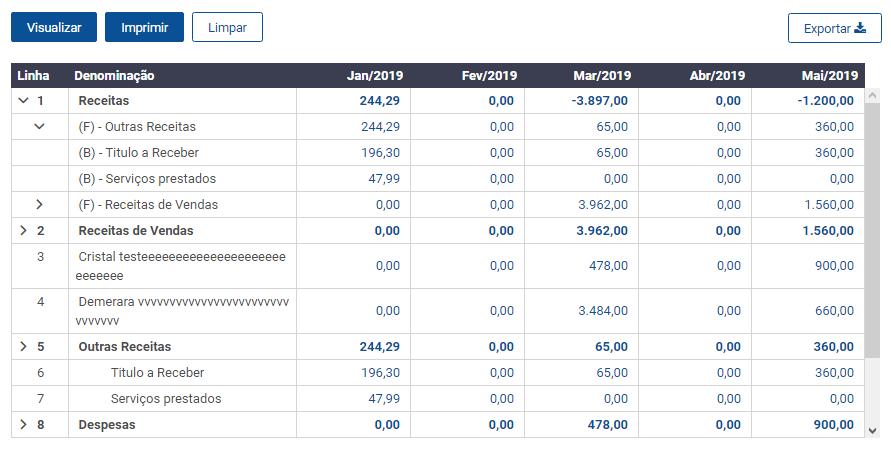 Visualizar Imprimir Limpar Exportar
Linha Denominação Jan/2019 Fev/2019 Mar/2019 Abr/2019 Mai/2019
1 Receitas 244,29 0,00 -3.897,00 0,00 -1.200,00
(F) - Outras Receitas 244,29 0,00 65,00 0,00 360,00
(B) - Titulo a Receber 196,30 0,00 65,00 0,00 360,00
(B) - Serviços prestados 47,99 0,00 0,00 0,00 0,00
(F) - Receitas de Vendas 0,00 0,00 3.962,00 0,00 1.560,00
2 Receitas de Vendas 0,00 0,00 3.962,00 0,00 1.560,00
3 Cristal testeeeeeeeeeeeeeeeeeeeeee
eeeeeee 0,00 0,00 478,00 0,00 900,00
4 Demerara vvvvvvvvvvvvvvvvvvvvvvvv
vvvvvvv 0,00 0,00 3.484,00 0,00 660,00
5 Outras Receitas 244,29 0,00 65,00 0,00 360,00
6 Titulo a Receber 196,30 0,00 65,00 0,00 360,00
7 Serviços prestados 47,99 0,00 0,00 0,00 0,00
8 Despesas 0,00 0,00 478,00 0,00 900,00